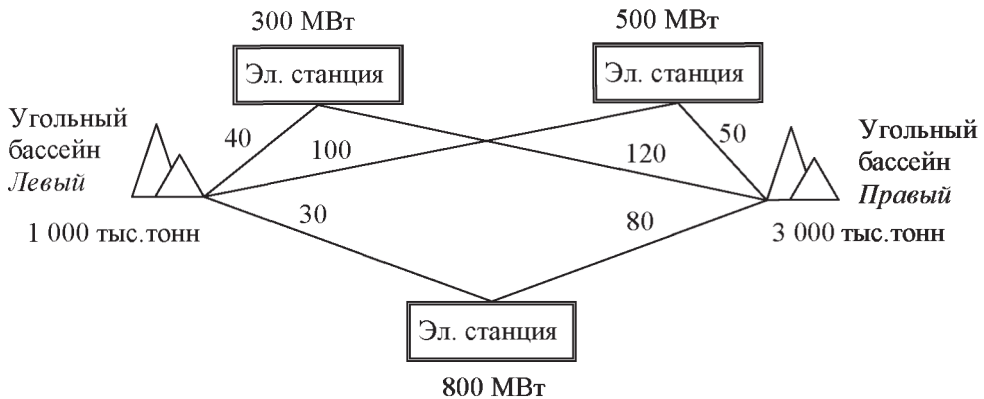 300 МВт
500 МВт
Эл. станция
Эл. станция
Угольный
бассейн
Левый
40
100
120
50
Угольный
бассейн
Правый
1 000 тыс.тонн
30
80
3 000 тыс.тонн
Эл. станция
800 МВт